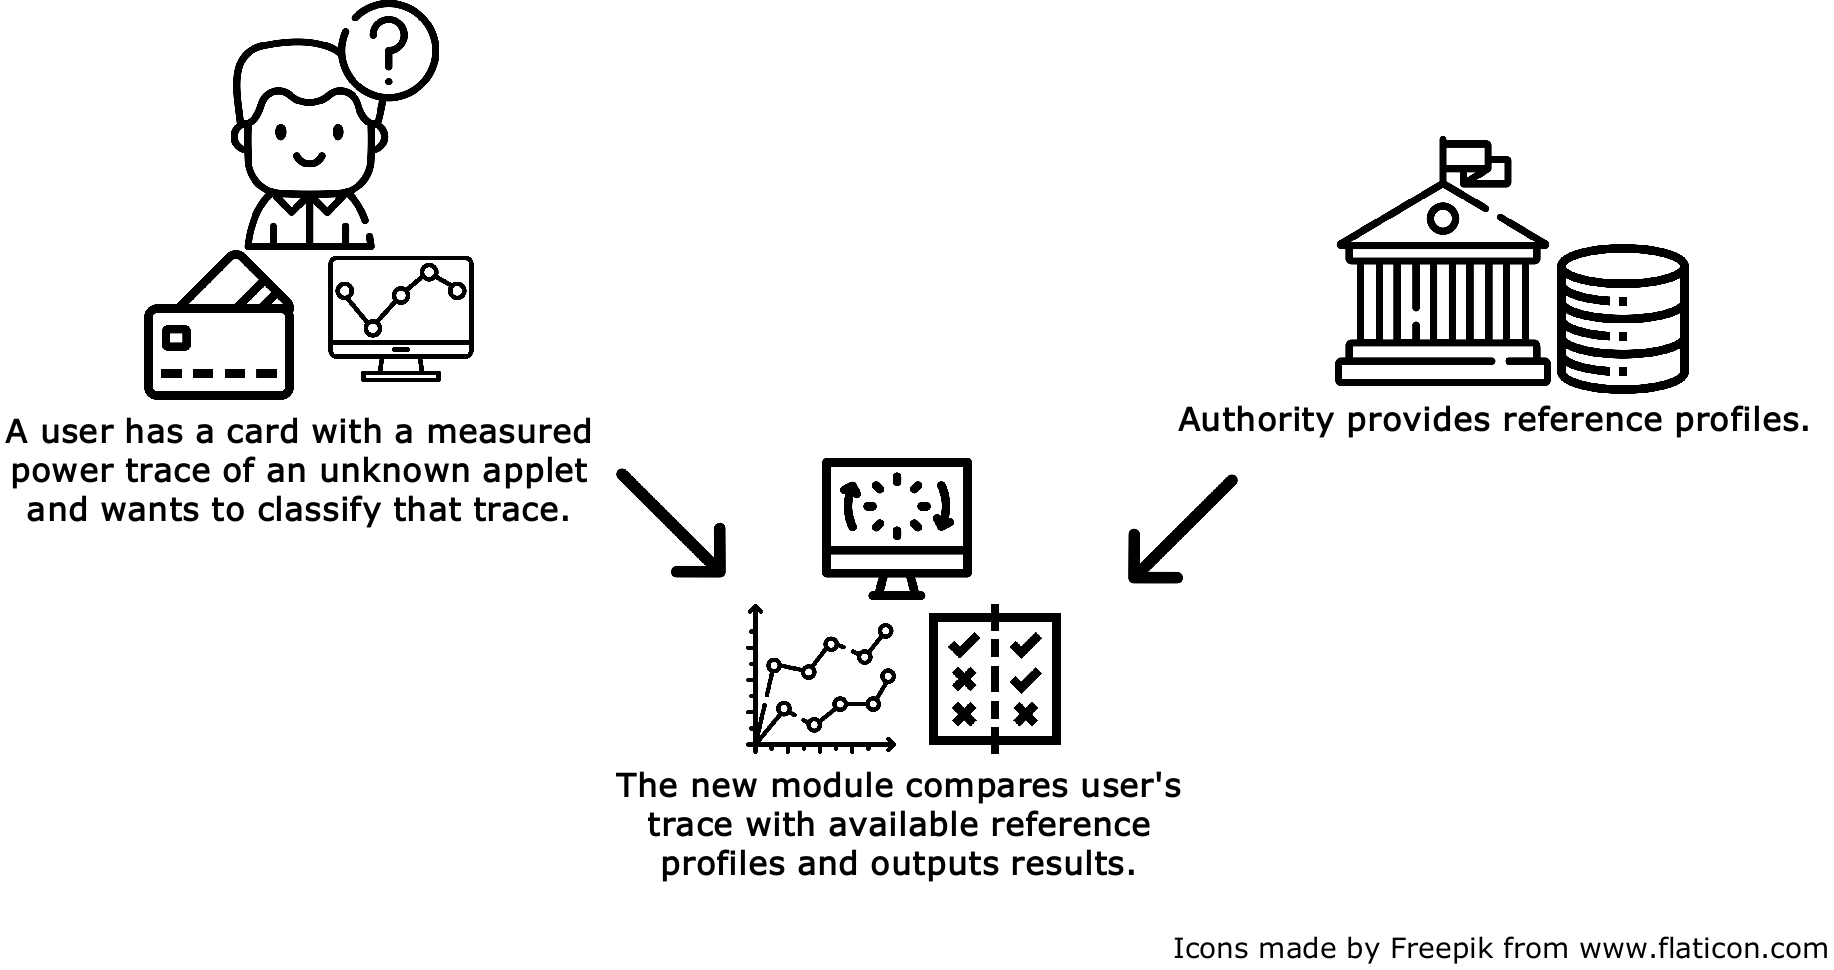 ?
A user has a card with a measured
power trace of an unknown applet
and wants to classify that trace.
Authority provides reference profiles.
The new module compares user's
trace with available reference
profiles and outputs results.
Icons made by Freepik from www.flaticon.com